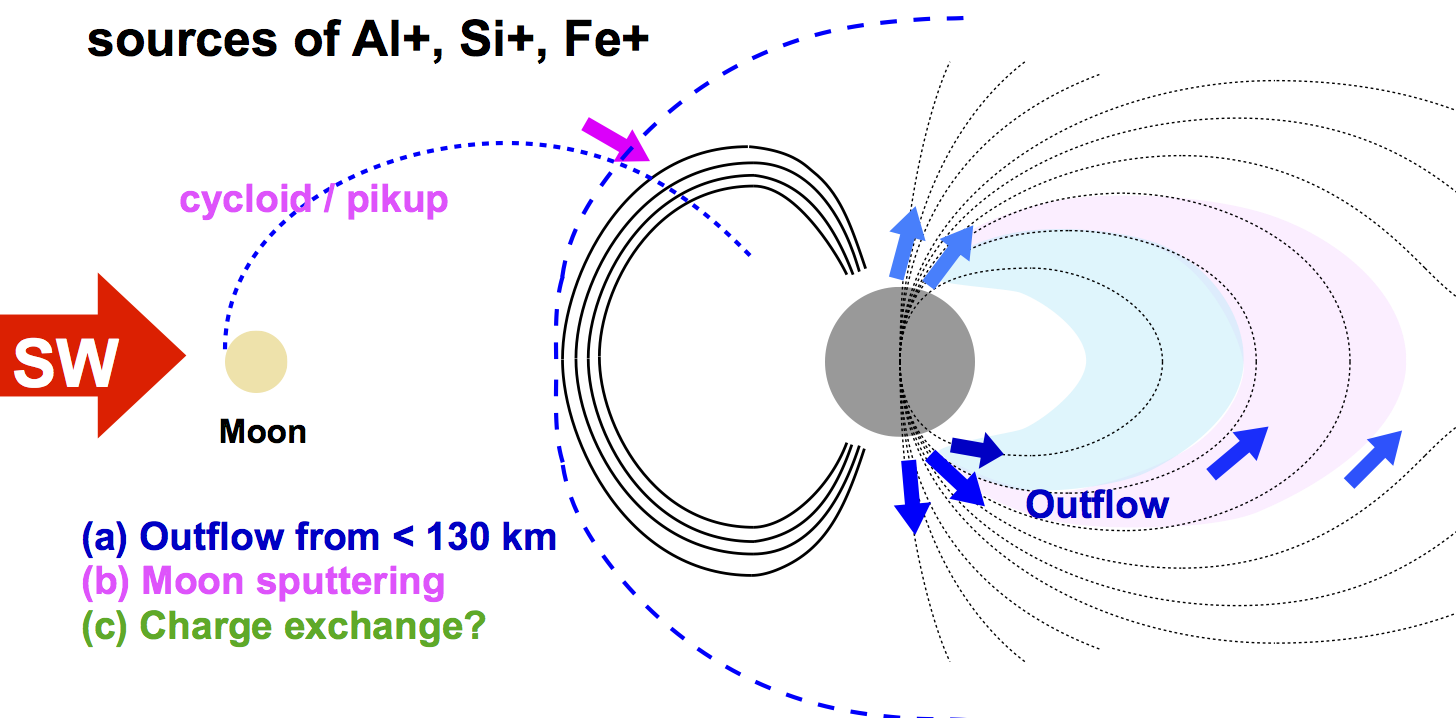 sources of Al+, Si+, Fe+
cycloid / pikup
SW
Moon
Outflow
(a) Outflow from < 130 km
(b) Moon sputtering
(c) Charge exchange?